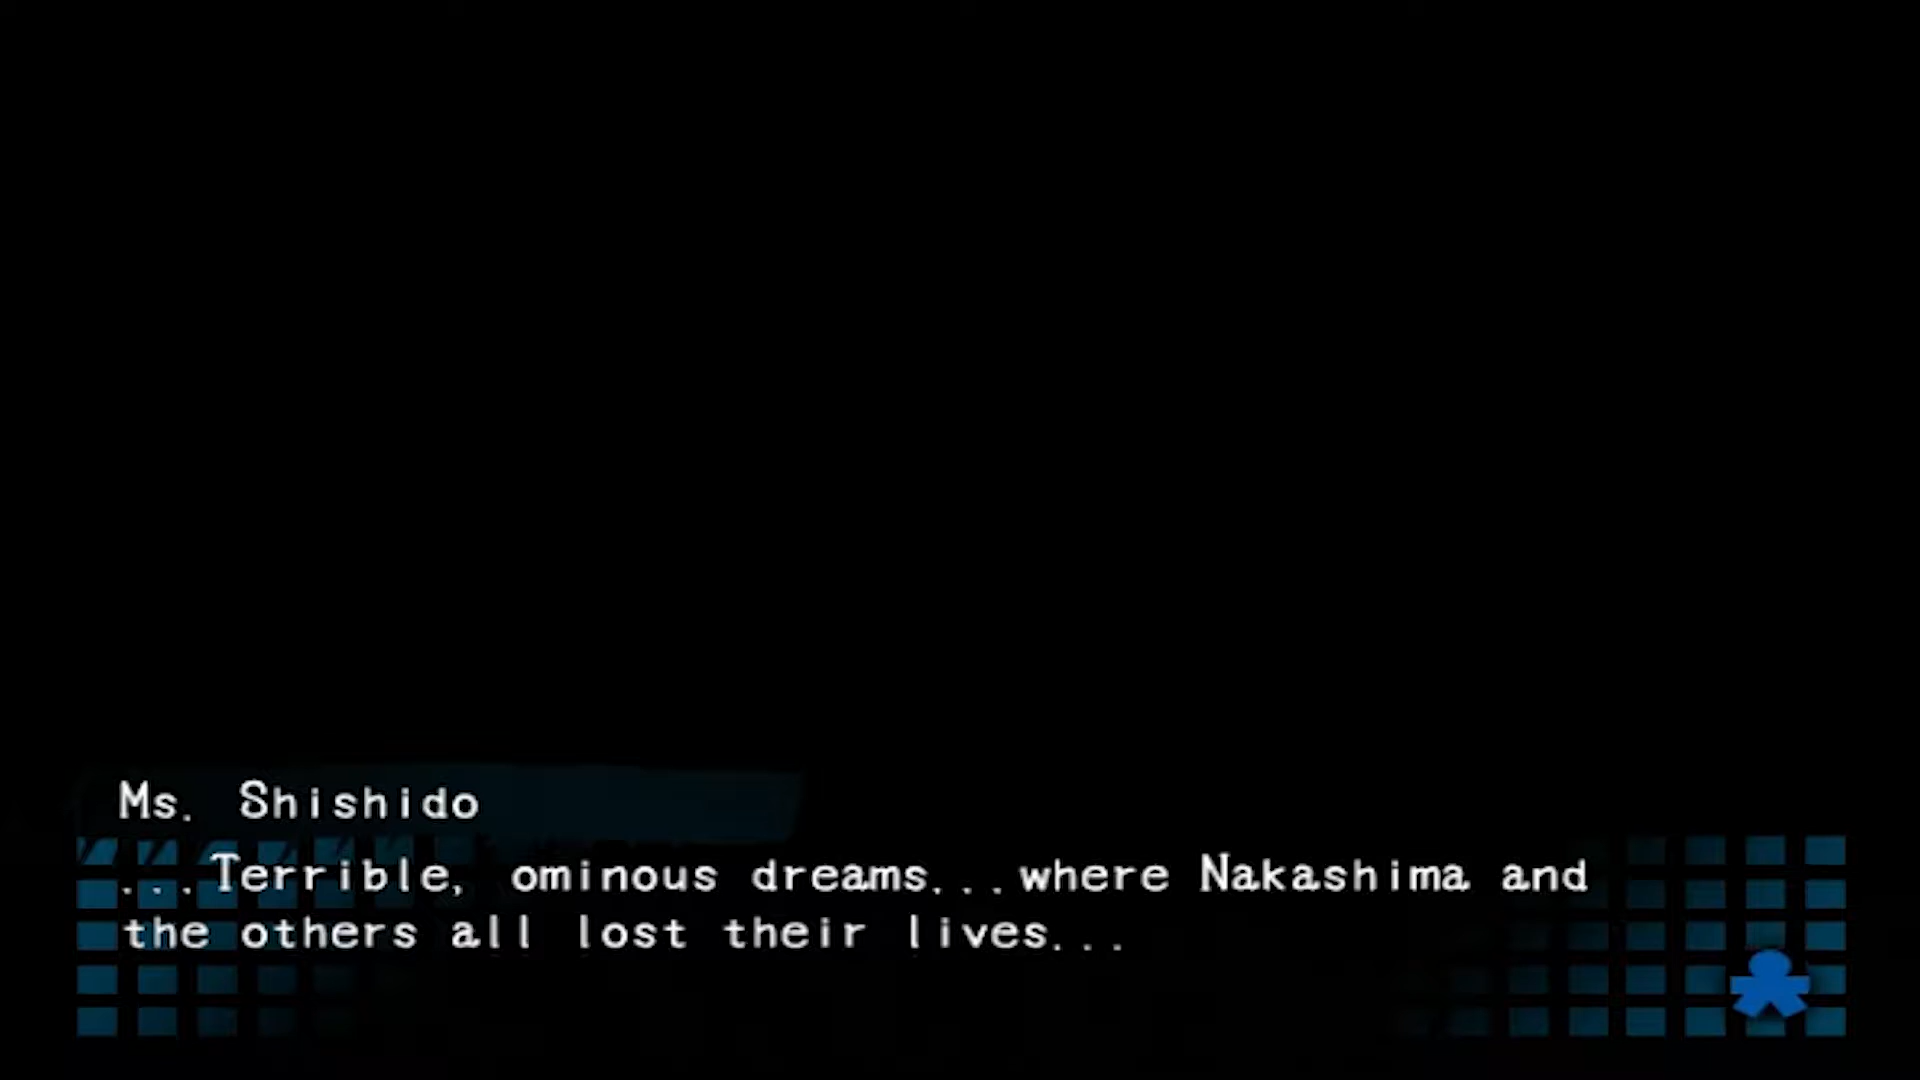 Ms. Shishido
...Terrible, ominous dreams...where Nakashima and
the others all lost their lives...